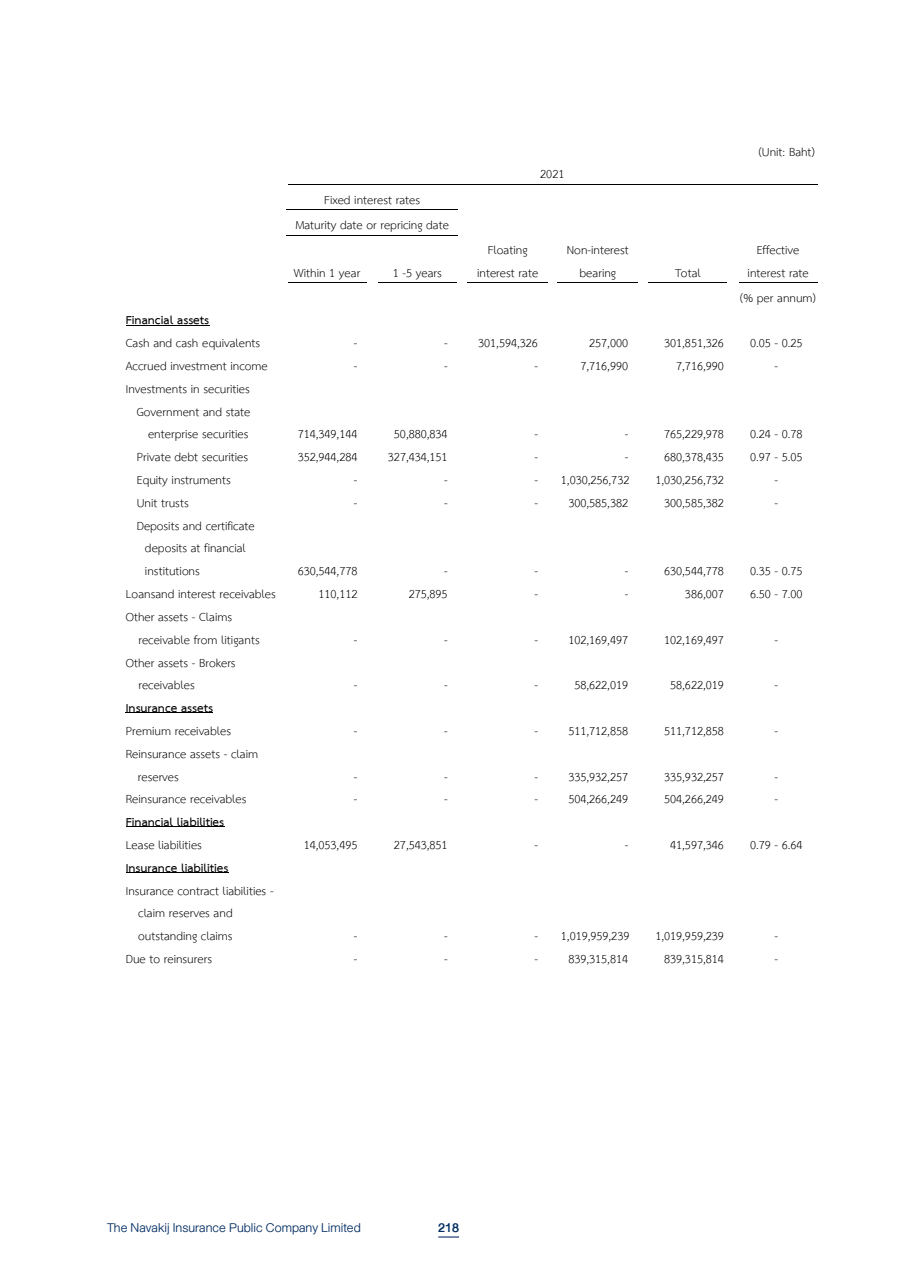 (Unit: Baht)
2021
Fixed interest rates
Maturity date or repricing date
Floating Non-interest Effective
Within 1 year 1 -5 years interest rate bearing Total interest rate
(% per annum)
Financial assets
Cash and cash equivalents - - 301,594,326 257,000 301,851,326 0.05 - 0.25
Accrued investment income - - - 7,716,990 7,716,990 -
Investments in securities
Government and state
enterprise securities 714,349,144 50,880,834 - - 765,229,978 0.24 - 0.78
Private debt securities 352,944,284 327,434,151 - - 680,378,435 0.97 - 5.05
Equity instruments - - - 1,030,256,732 1,030,256,732 -
Unit trusts - - - 300,585,382 300,585,382 -
Deposits and certificate
deposits at financial
institutions 630,544,778 - - - 630,544,778 0.35 - 0.75
Loansand interest receivables 110,112 275,895 - - 386,007 6.50 - 7.00
Other assets - Claims
receivable from litigants - - - 102,169,497 102,169,497 -
Other assets - Brokers
receivables - - - 58,622,019 58,622,019 -
Insurance assets
Premium receivables - - - 511,712,858 511,712,858 -
Reinsurance assets - claim
reserves - - - 335,932,257 335,932,257 -
Reinsurance receivables - - - 504,266,249 504,266,249 -
Financial liabilities
Lease liabilities 14,053,495 27,543,851 - - 41,597,346 0.79 - 6.64
Insurance liabilities
Insurance contract liabilities -
claim reserves and
outstanding claims - - - 1,019,959,239 1,019,959,239 -
Due to reinsurers - - - 839,315,814 839,315,814 -
The Navakij Insurance Public Company Limited 218